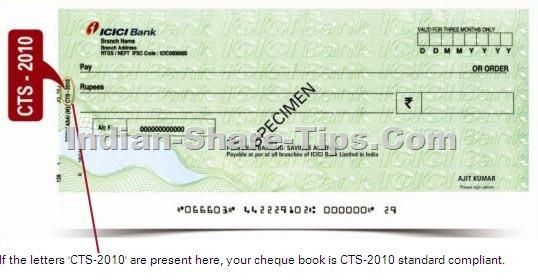 ICICI Bank
Branch Name
Branch Address
RTGS / NEFT IFSC Code : ICIC0000000
VALID FOR THREE MONTHS ONLY
D D M M Y Y Y Y
Pay
OR ORDER
Rupees
₹
CTS - 2010
CTS - 2010
A/c
000000000000
SPECIMEN
Indian-Share-Tips.Com
Payable at par at all branches of ICICI Bank Limited in India
AJIT KUMAR
Please sign above
⑈066603⑈ 442229102⑆ 000000⑈ 29
If the letters 'CTS-2010' are present here, your cheque book is CTS-2010 standard compliant.